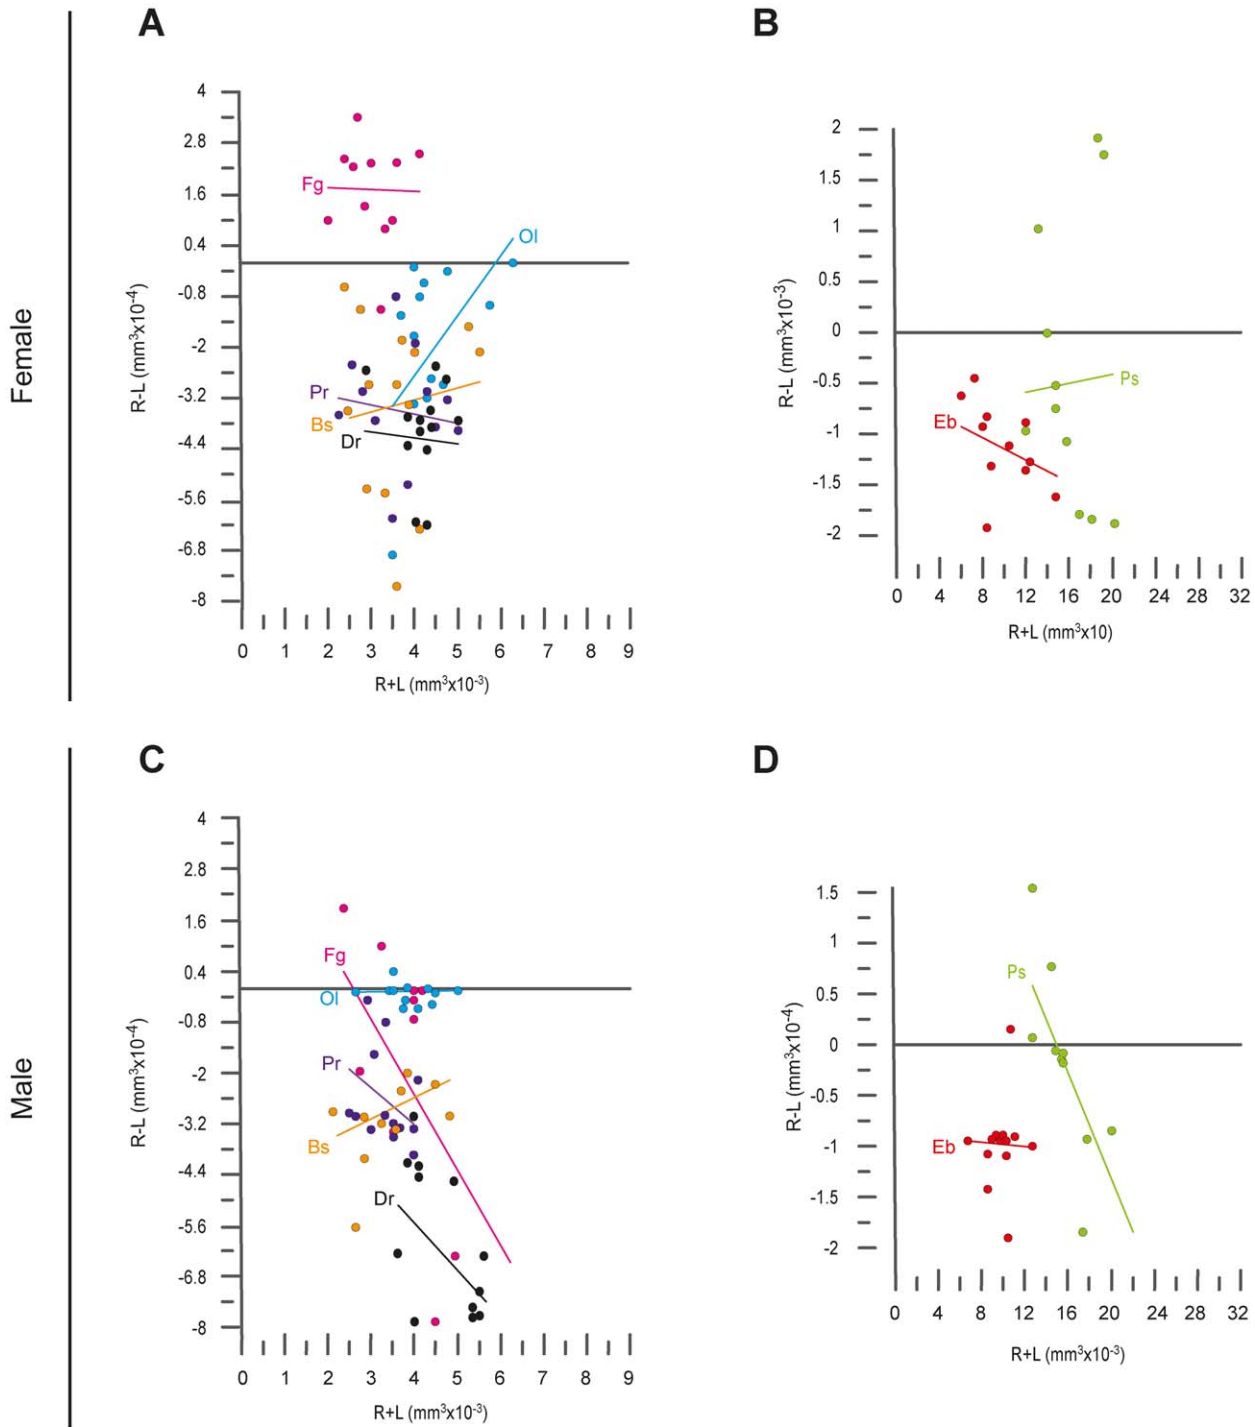 Female
A
4
2.8
1.6
0.4
-0.8
-2
-3.2
-4.4
-5.6
-6.8
-8
R-L (mm³x10⁻⁴)
Fg
Ol
Pr
Bs
Dr
0 1 2 3 4 5 6 7 8 9
R+L (mm³x10⁻³)
B
2
1.5
1
0.5
0
-0.5
-1
-1.5
-2
R-L (mm³x10⁻³)
Ps
Eb
0 4 8 12 16 20 24 28 32
R+L (mm³x10)
Male
C
4
2.8
1.6
0.4
-0.8
-2
-3.2
-4.4
-5.6
-6.8
-8
R-L (mm³x10⁻⁴)
Fg
Ol
Pr
Bs
Dr
0 1 2 3 4 5 6 7 8 9
R+L (mm³x10⁻³)
D
1.5
1
0.5
0
-0.5
-1
-1.5
-2
R-L (mm³x10⁻⁴)
Ps
Eb
0 4 8 12 16 20 24 28 32
R+L (mm³x10⁻³)